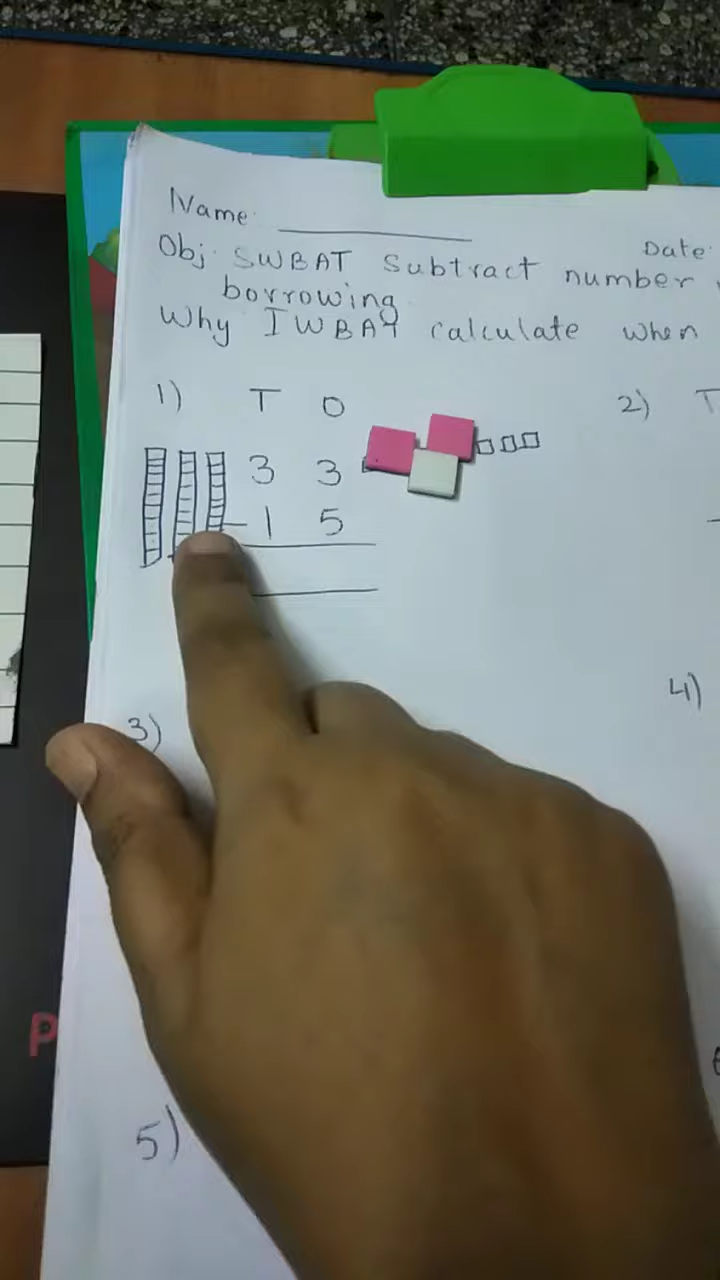 Name: ________
Date:
Obj: SWBAT subtract number
borrowing
Why IWBAT calculate when
1) T O
3 3
- 1 5
2) T
3)
4)
5)
P